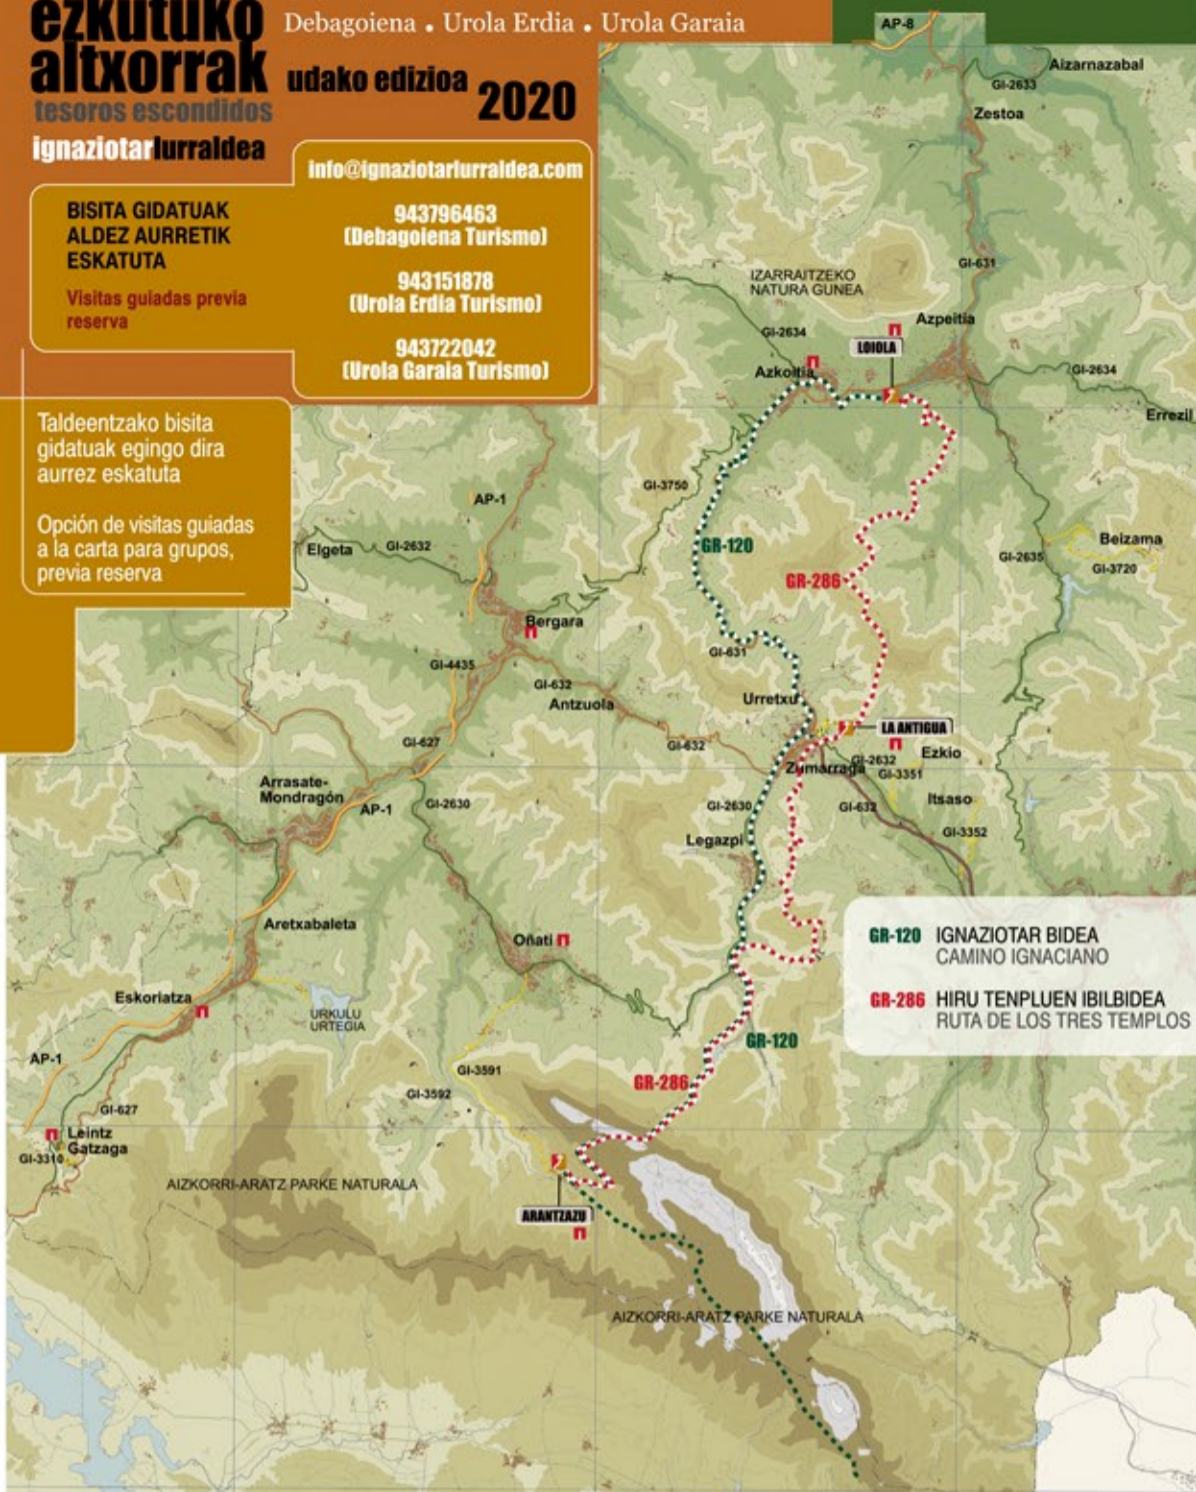 ezkutuko
altxorrak
tesoros escondidos
ignaziotarlurraldea
Debagoiena . Urola Erdia . Urola Garaia
udako edizioa 2020
info@ignaziotarlurraldea.com
943796463
(Debagoiena Turismo)
943151878
(Urola Erdia Turismo)
943722042
(Urola Garaia Turismo)
BISITA GIDATUAK
ALDEZ AURRETIK
ESKATUTA
Visitas guiadas previa
reserva
Taldeentzako bisita
gidatuak egingo dira
aurrez eskatuta
Opción de visitas guiadas
a la carta para grupos,
previa reserva
AP-8
Aizarnazabal
GI-2633
Zestoa
GI-631
IZARRAITZEKO
NATURA GUNEA
Azpeitia
GI-2634
LOIOLA
Azkoitia
GI-2634
Errezil
GI-3750
AP-1
Elgeta
GI-2632
GR-120
Beizama
GI-2635
GI-3720
GR-286
Bergara
GI-631
GI-4435
GI-632
Antzuola
Urretxu
LA ANTIGUA
GI-627
GI-632
Ezkio
GI-2632
Zumarraga
GI-3351
Arrasate-
Mondragón
AP-1
GI-2630
GI-2630
GI-632
Itsaso
GI-3352
Legazpi
Aretxabaleta
Oñati
GR-120 IGNAZIOTAR BIDEA
CAMINO IGNACIANO
GR-286 HIRU TENPLUEN IBILBIDEA
RUTA DE LOS TRES TEMPLOS
Eskoriatza
URKULU
URTEGIA
GR-120
AP-1
GI-3591
GR-286
GI-3592
GI-627
Leintz
Gatzaga
GI-3310
AIZKORRI-ARATZ PARKE NATURALA
ARANTZAZU
AIZKORRI-ARATZ PARKE NATURALA